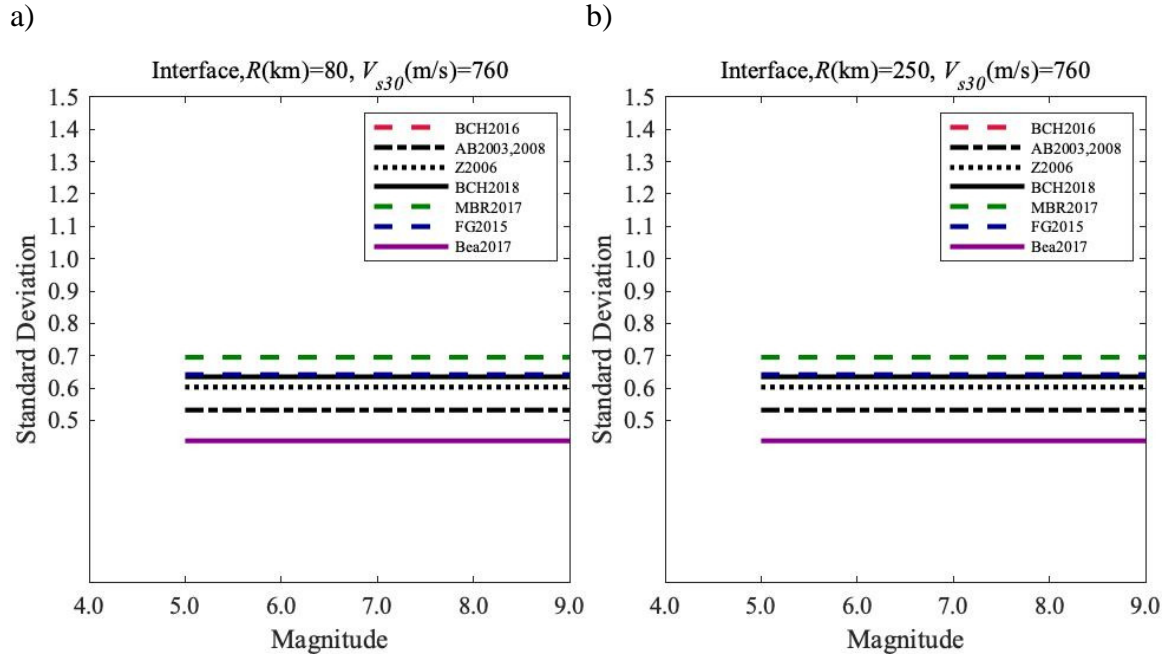 a)
Interface,R(km)=80, Vs30(m/s)=760
1.5
1.4
1.3
1.2
1.1
1.0
0.9
0.8
0.7
0.6
0.5
Standard Deviation
BCH2016
AB2003,2008
Z2006
BCH2018
MBR2017
FG2015
Bea2017
4.0 5.0 6.0 7.0 8.0 9.0
Magnitude
b)
Interface,R(km)=250, Vs30(m/s)=760
1.5
1.4
1.3
1.2
1.1
1.0
0.9
0.8
0.7
0.6
0.5
Standard Deviation
BCH2016
AB2003,2008
Z2006
BCH2018
MBR2017
FG2015
Bea2017
4.0 5.0 6.0 7.0 8.0 9.0
Magnitude